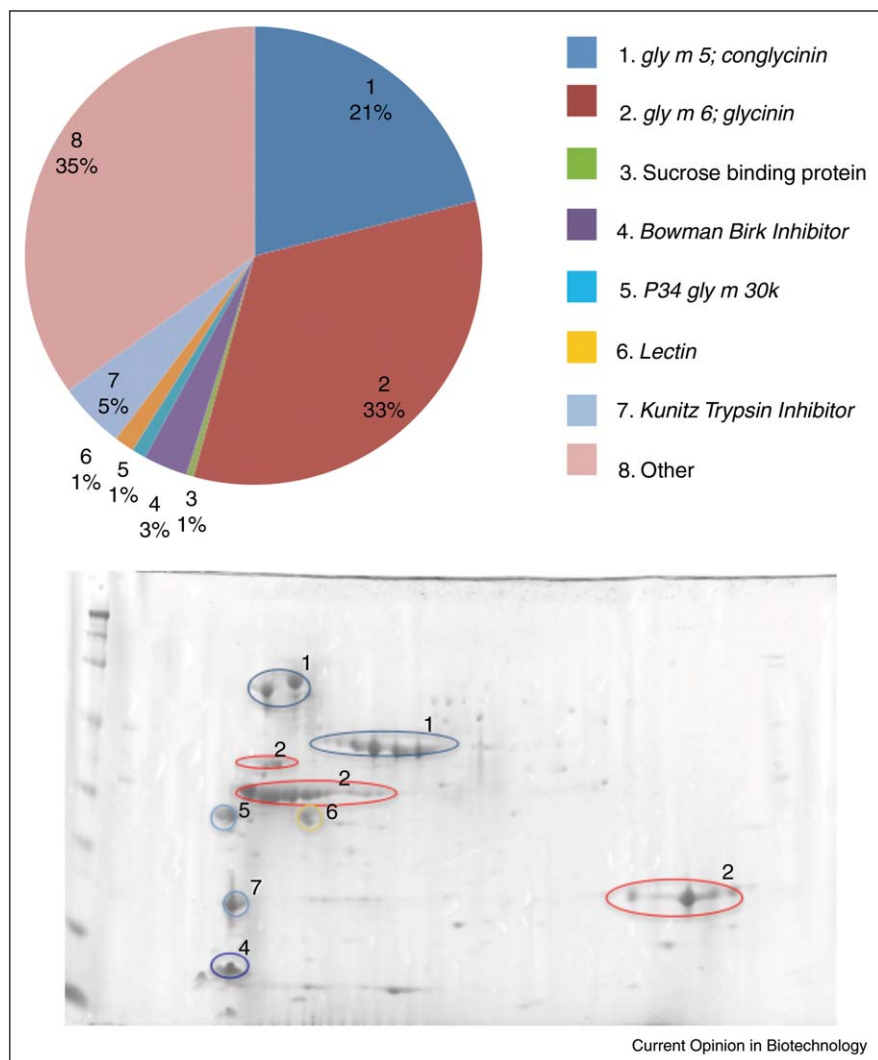 1
21%
2
33%
3
1%
4
3%
5
1%
6
1%
7
5%
8
35%
1. gly m 5; conglycinin
2. gly m 6; glycinin
3. Sucrose binding protein
4. Bowman Birk Inhibitor
5. P34 gly m 30k
6. Lectin
7. Kunitz Trypsin Inhibitor
8. Other
1
1
2
2
5
6
7
2
4
Current Opinion in Biotechnology